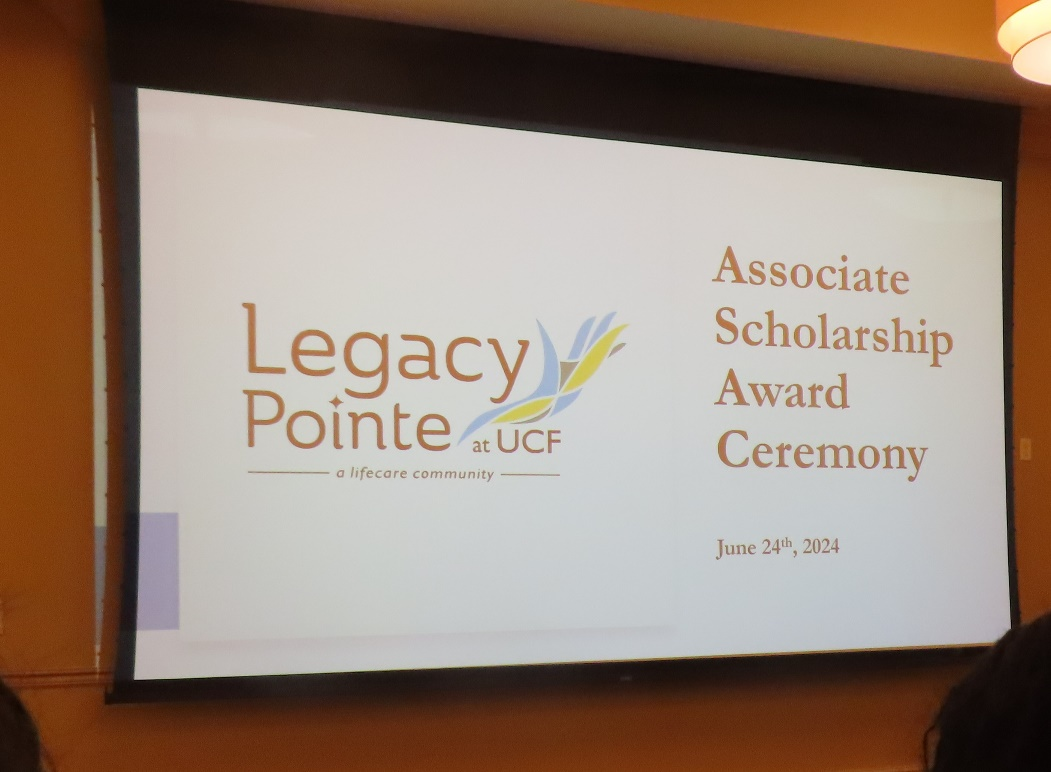 Legacy
Pointe
at UCF
a lifecare community
Associate
Scholarship
Award
Ceremony
June 24th, 2024